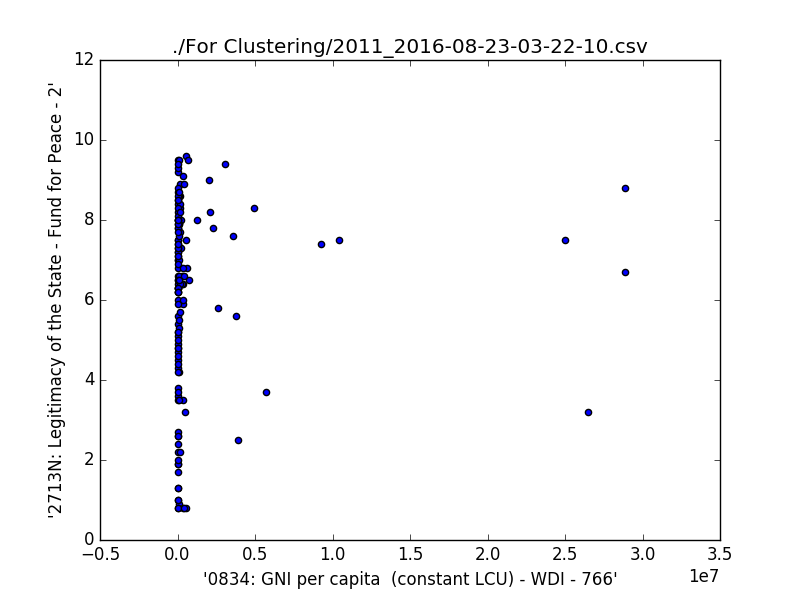 ./For Clustering/2011_2016-08-23-03-22-10.csv
12
10
8
6
4
2
0
'2713N: Legitimacy of the State - Fund for Peace - 2'
−0.5 0.0 0.5 1.0 1.5 2.0 2.5 3.0 3.5
1e7
'0834: GNI per capita  (constant LCU) - WDI - 766'